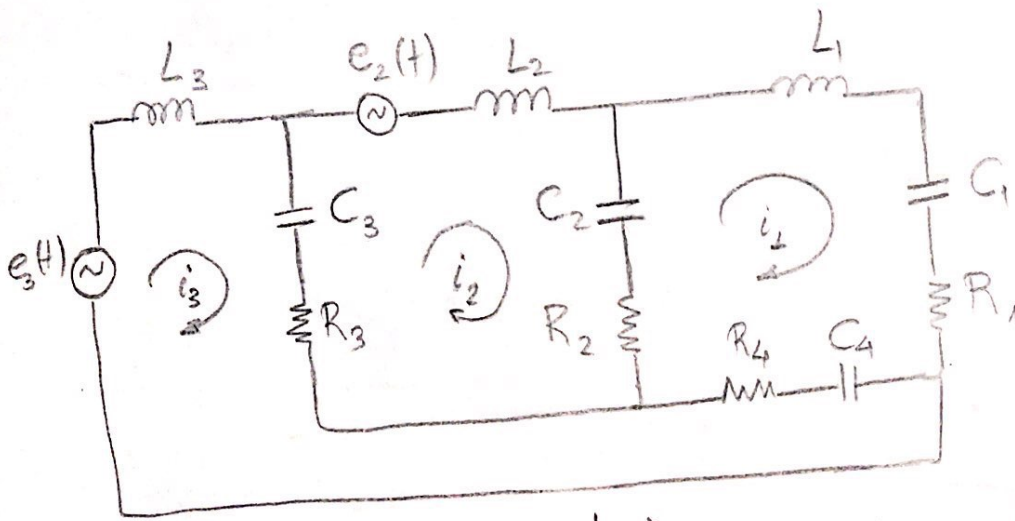 L₃
e₂(t)
L₂
L₁
C₃
C₂
C₁
e₃(t)
i₃
i₂
i₁
R₃
R₂
R₄
C₄
R₁